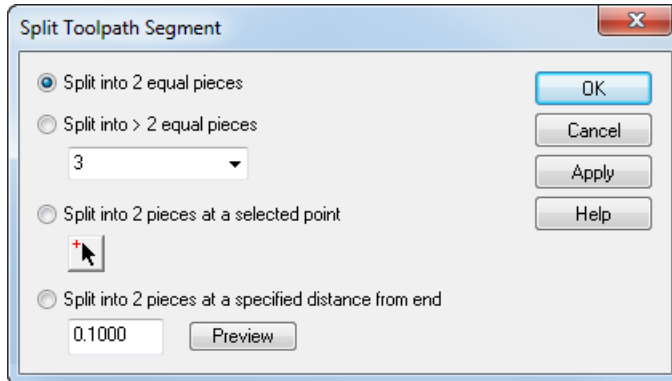 Split Toolpath Segment
Split into 2 equal pieces
OK
Split into > 2 equal pieces
Cancel
3
Apply
Split into 2 pieces at a selected point
Help
Split into 2 pieces at a specified distance from end
0.1000
Preview